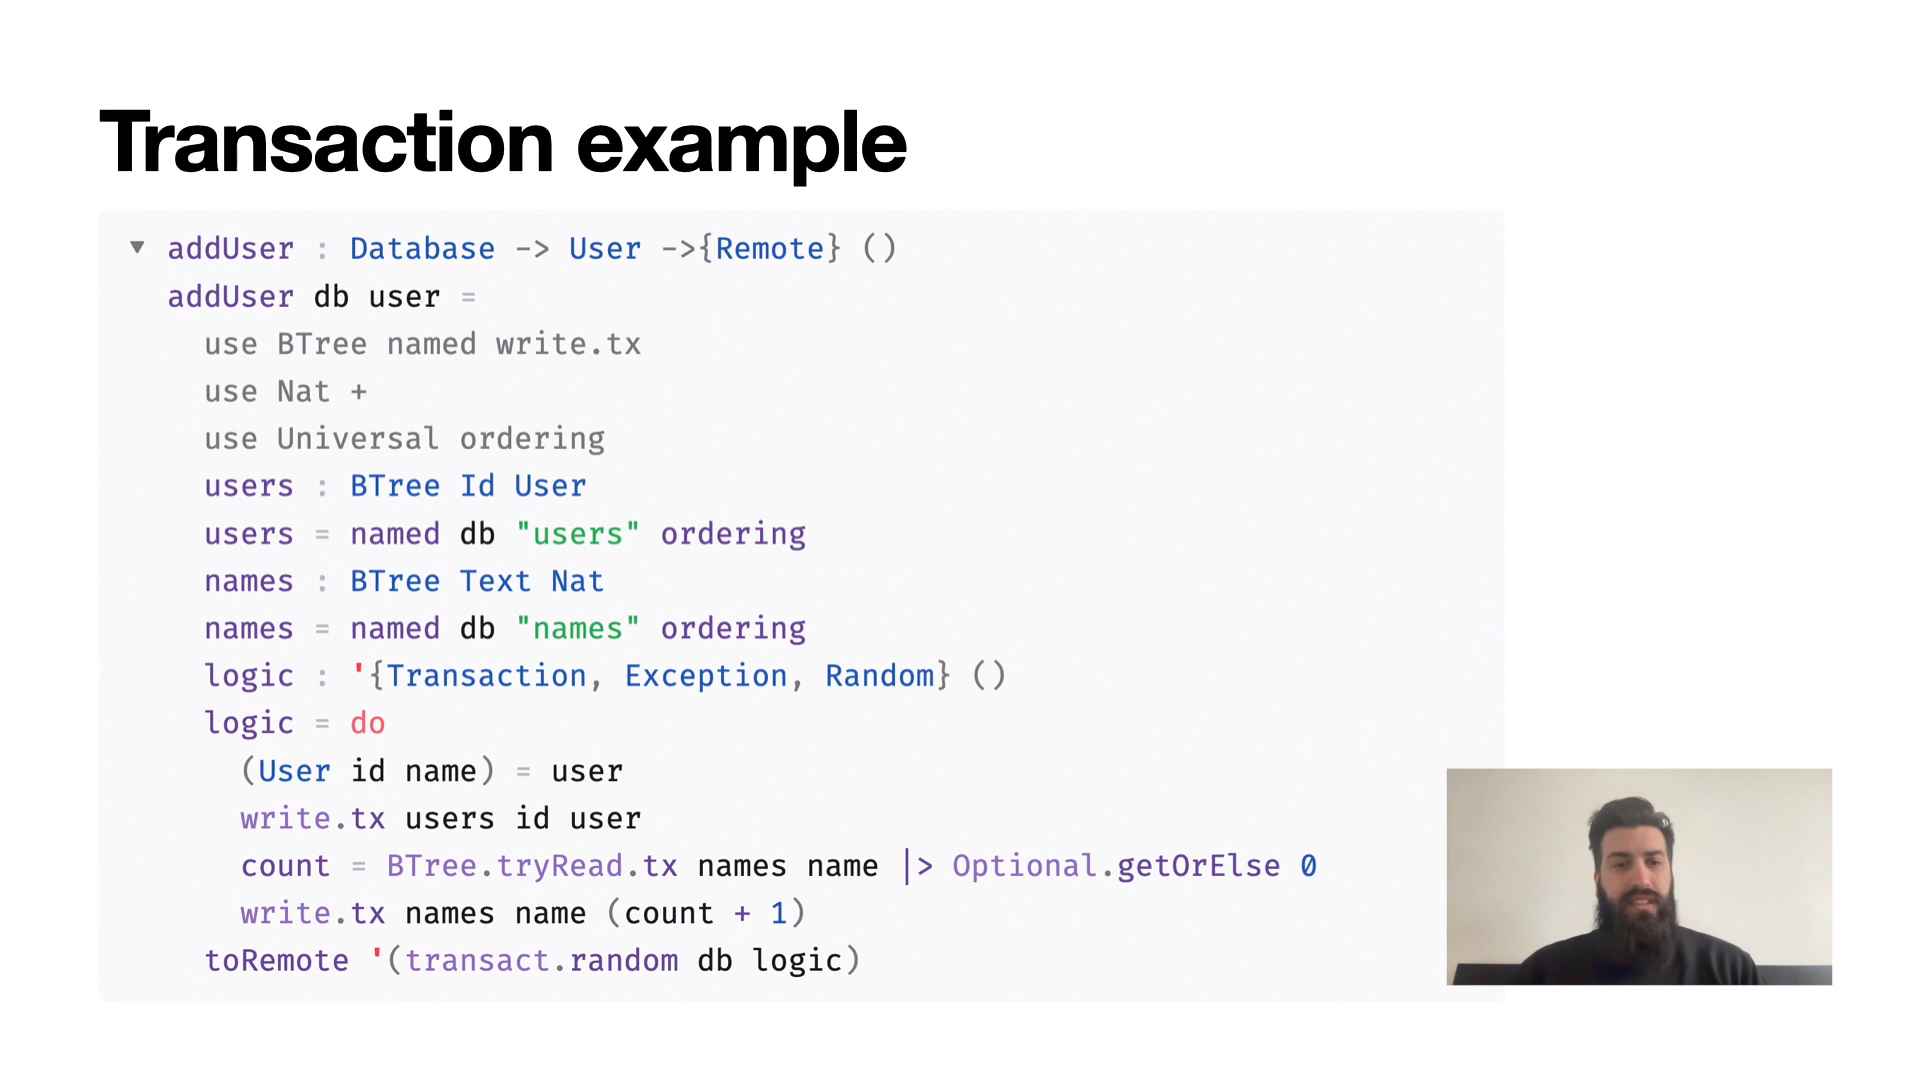 Transaction example
▼ addUser : Database -> User ->{Remote} ()
addUser db user =
use BTree named write.tx
use Nat +
use Universal ordering
users : BTree Id User
users = named db "users" ordering
names : BTree Text Nat
names = named db "names" ordering
logic : '{Transaction, Exception, Random} ()
logic = do
(User id name) = user
write.tx users id user
count = BTree.tryRead.tx names name |> Optional.getOrElse 0
write.tx names name (count + 1)
toRemote '(transact.random db logic)